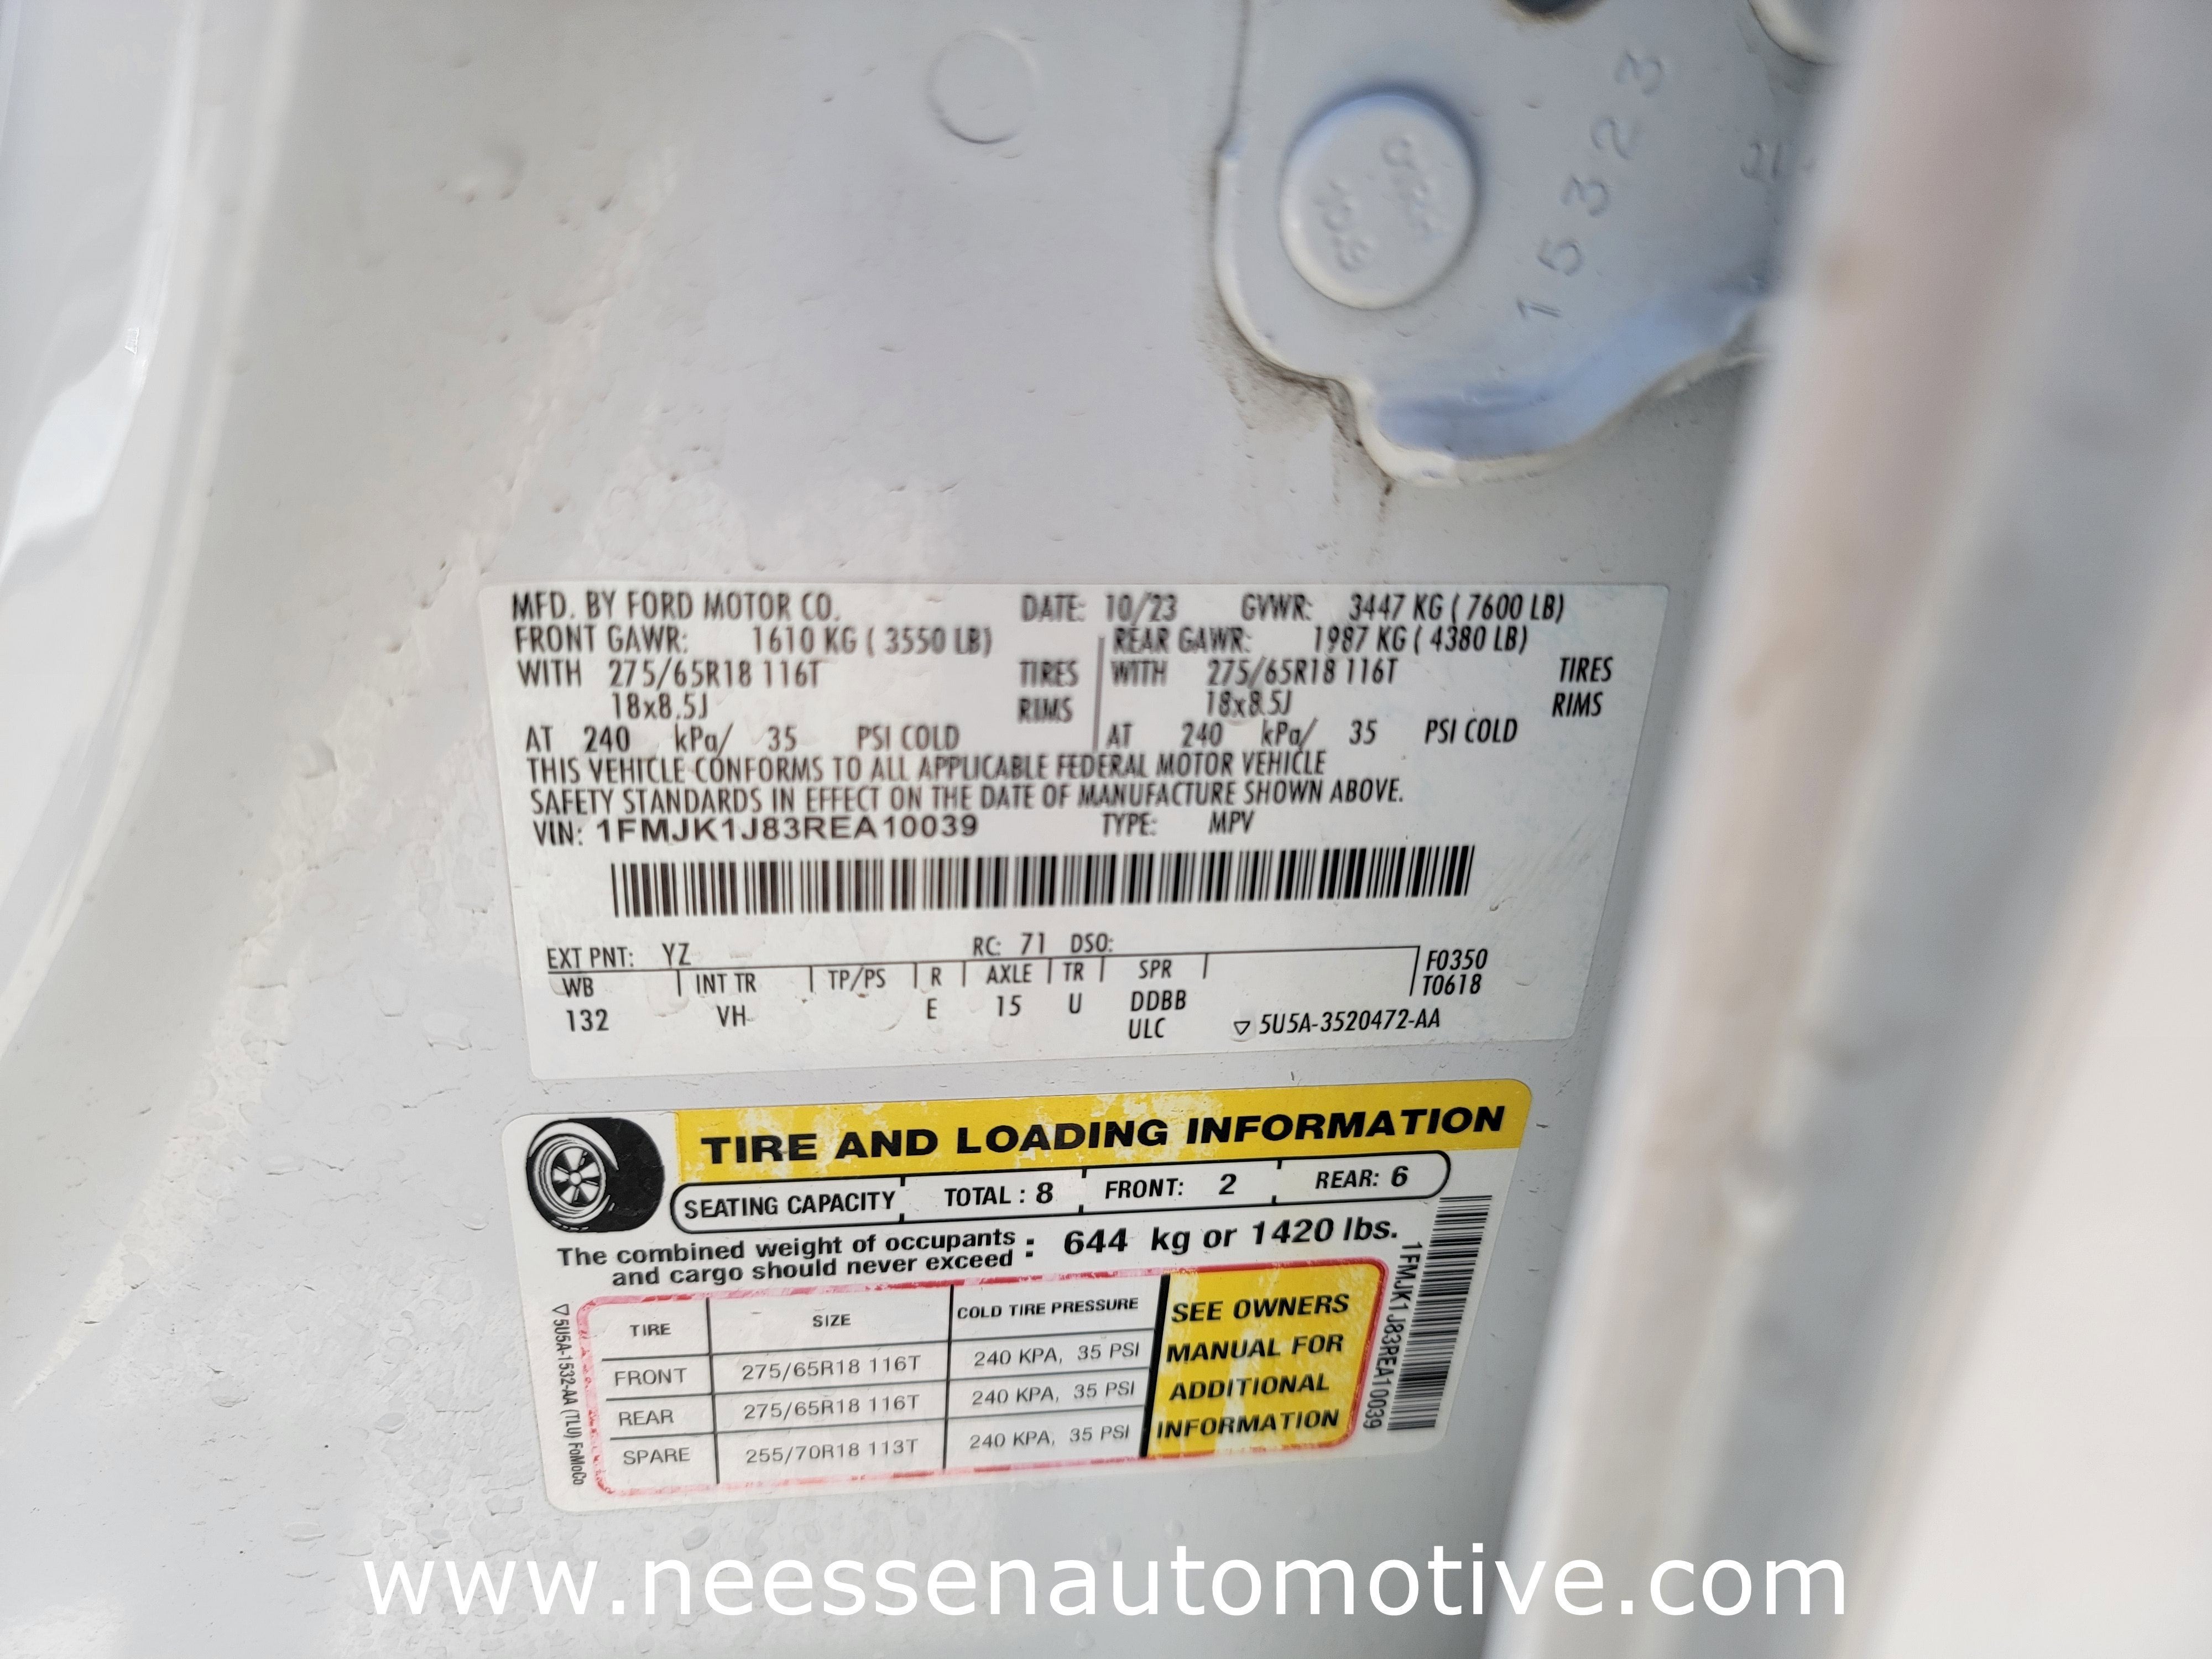 15323
10.9
MFD. BY FORD MOTOR CO. DATE: 10/23 GVWR: 3447 KG ( 7600 LB)
FRONT GAWR: 1610 KG ( 3550 LB) REAR GAWR: 1987 KG ( 4380 LB)
WITH 275/65R18 116T TIRES WITH 275/65R18 116T TIRES
18x8.5J RIMS 18x8.5J RIMS
AT 240 kPa/ 35 PSI COLD AT 240 kPa/ 35 PSI COLD
THIS VEHICLE CONFORMS TO ALL APPLICABLE FEDERAL MOTOR VEHICLE
SAFETY STANDARDS IN EFFECT ON THE DATE OF MANUFACTURE SHOWN ABOVE.
VIN: 1FMJK1J83REA10039 TYPE: MPV
EXT PNT: YZ RC: 71 DSO:
WB INT TR TP/PS R AXLE TR SPR F0350
T0618
132 VH E 15 U DDBB
ULC 5U5A-3520472-AA
TIRE AND LOADING INFORMATION
SEATING CAPACITY TOTAL : 8 FRONT: 2 REAR: 6
The combined weight of occupants and cargo should never exceed : 644 kg or 1420 lbs.
TIRE SIZE COLD TIRE PRESSURE
FRONT 275/65R18 116T 240 KPA, 35 PSI
REAR 275/65R18 116T 240 KPA, 35 PSI
SPARE 255/70R18 113T 240 KPA, 35 PSI
SEE OWNERS
MANUAL FOR
ADDITIONAL
INFORMATION
1FMJK1J83REA10039
5U5A-1532-AA (TLU) FoMoCo
www.neessenautomotive.com